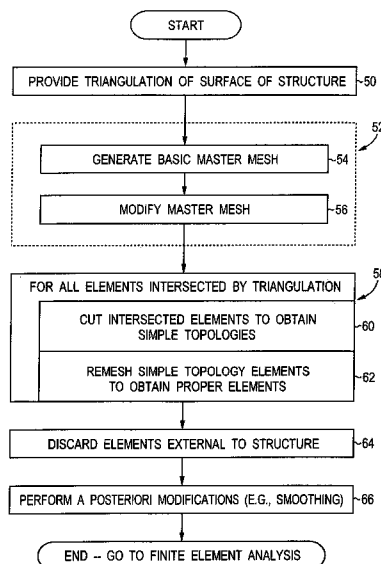 START
PROVIDE TRIANGULATION OF SURFACE OF STRUCTURE 50
52
GENERATE BASIC MASTER MESH 54
MODIFY MASTER MESH 56
58
FOR ALL ELEMENTS INTERSECTED BY TRIANGULATION
CUT INTERSECTED ELEMENTS TO OBTAIN
SIMPLE TOPOLOGIES 60
REMESH SIMPLE TOPOLOGY ELEMENTS
TO OBTAIN PROPER ELEMENTS 62
DISCARD ELEMENTS EXTERNAL TO STRUCTURE 64
PERFORM A POSTERIORI MODIFICATIONS (E.G., SMOOTHING) 66
END -- GO TO FINITE ELEMENT ANALYSIS